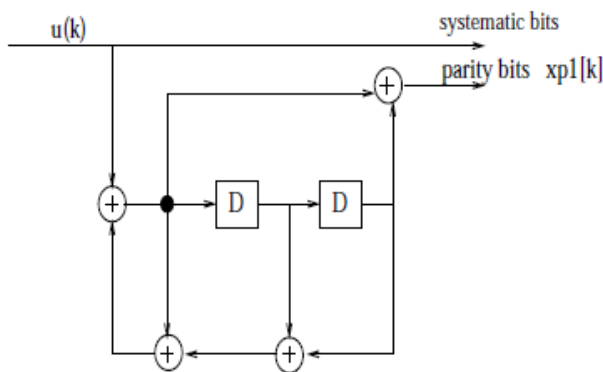 u(k)
systematic bits
parity bits xp1[k]
+
+
D
D
+
+